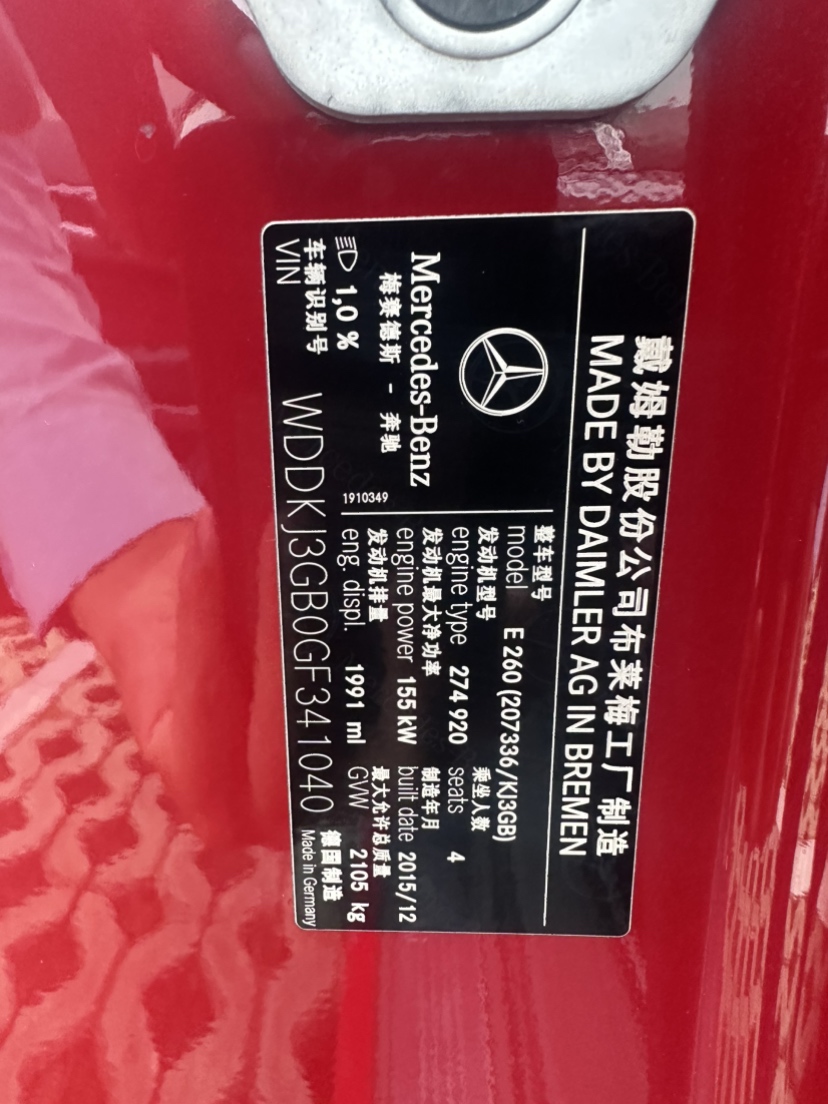 戴姆勒股份公司布莱梅工厂制造
MADE BY DAIMLER AG IN BREMEN
Mercedes-Benz
梅赛德斯 - 奔驰
1,0 %
1910349
整车型号
model E 260 (207336/KJ3GB)
发动机型号 乘坐人数
engine type 274 920 seats 4
发动机最大净功率 制造年月
engine power 155 kW built date 2015/12
发动机排量 最大允许总质量
eng. displ. 1991 ml GVW 2105 kg
车辆识别号 德国制造
VIN WDDKJ3GB0GF341040 Made in Germany